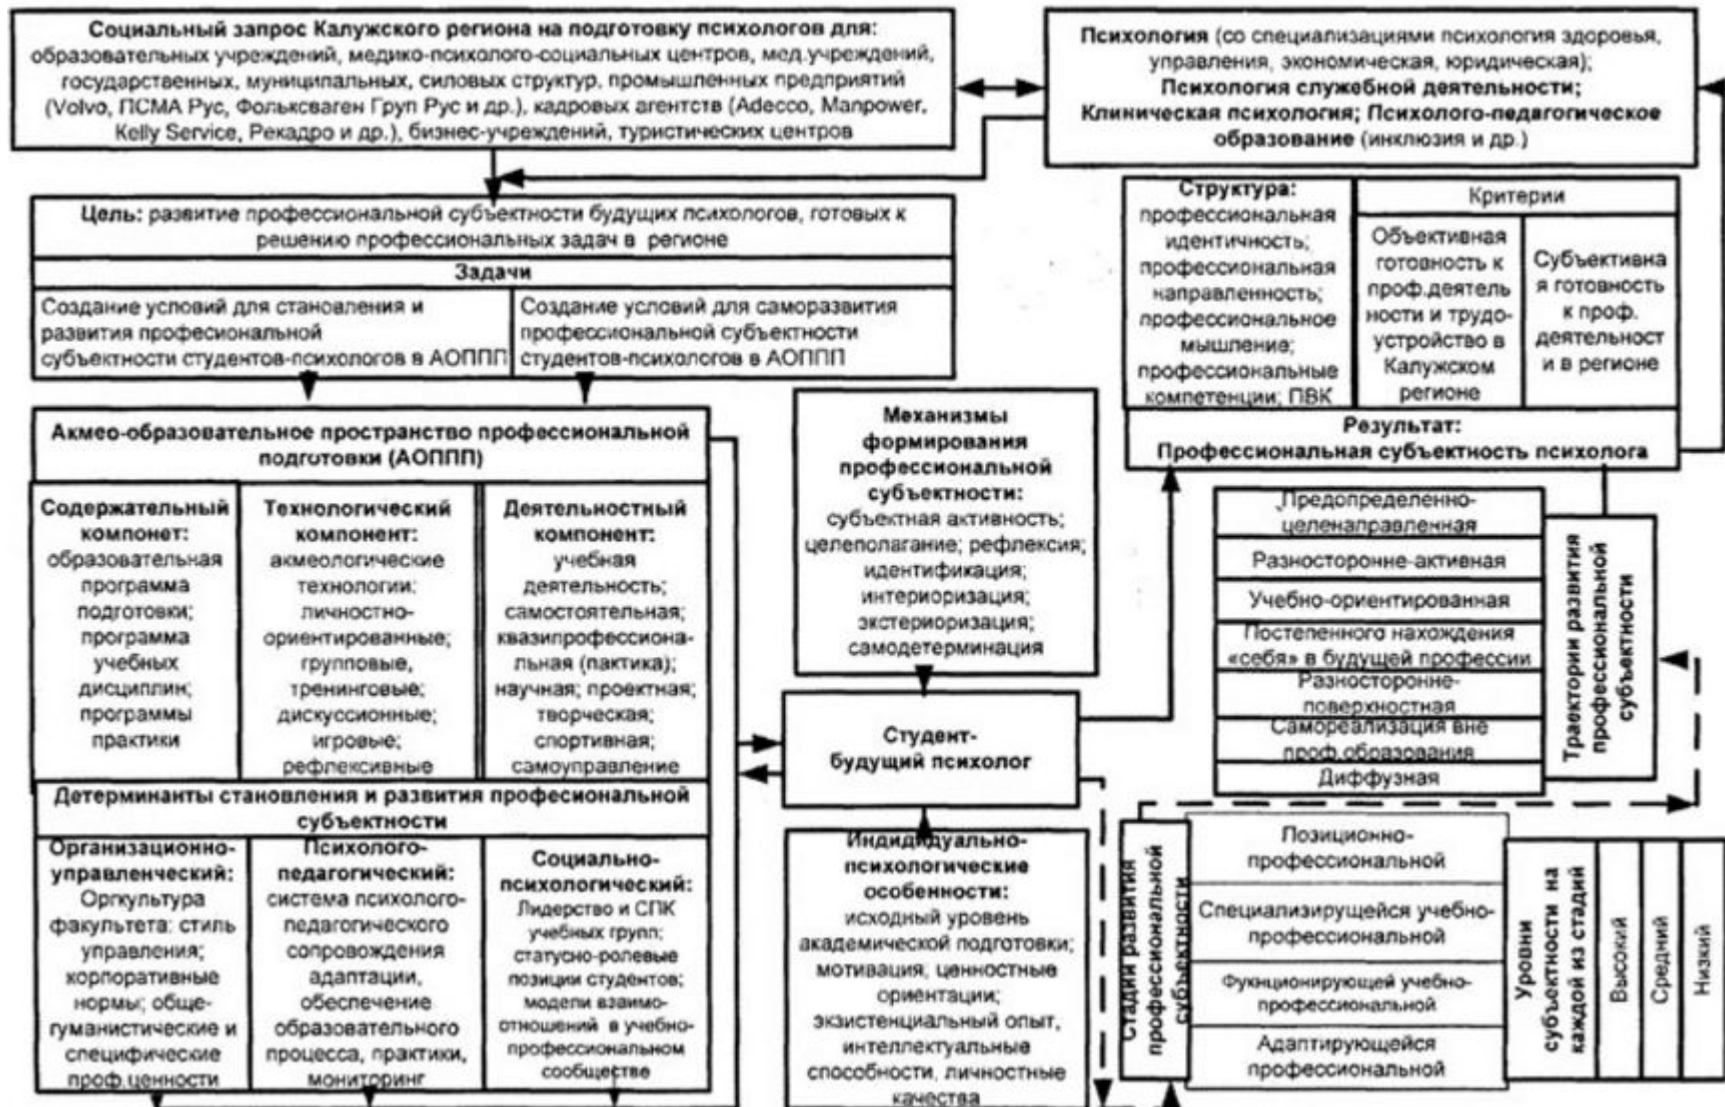 Социальный запрос Калужского региона на подготовку психологов для:
образовательных учреждений, медико-психолого-социальных центров, мед.учреждений,
государственных, муниципальных, силовых структур, промышленных предприятий
(Volvo, ПСМА Рус, Фольксваген Груп Рус и др.), кадровых агентств (Adecco, Manpower,
Kelly Service, Рекадро и др.), бизнес-учреждений, туристических центров
Психология (со специализациями психология здоровья,
управления, экономическая, юридическая);
Психология служебной деятельности;
Клиническая психология; Психолого-педагогическое
образование (инклюзия и др.)
Цель: развитие профессиональной субъектности будущих психологов, готовых к
решению профессиональных задач в регионе
Задачи
Создание условий для становления и
развития професиональной
субъектности студентов-психологов в АОППП
Создание условий для саморазвития
профессиональной субъектности
студентов-психологов в АОППП
Структура:
профессиональная
идентичность;
профессиональная
направленность;
профессиональное
мышление;
профессиональные
компетенции; ПВК
Критерии
Объективная
готовность к
проф.деятель
ности и трудо-
устройство в
Калужском
регионе
Субъективна
я готовность
к проф.
деятельност
и в регионе
Результат:
Профессиональная субъектность психолога
Акмео-образовательное пространство профессиональной
подготовки (АОППП)
Содержательный
компонет:
образовательная
программа
подготовки;
программа
учебных
дисциплин;
программы
практики
Технологический
компонент:
акмеологические
технологии:
личностно-
ориентированные;
групповые,
тренинговые;
дискуссионные;
игровые;
рефлексивные
Деятельностный
компонент:
учебная
деятельность;
самостоятельная;
квазипрофессиона-
льная (пактика);
научная; проектная;
творческая;
спортивная;
самоуправление
Механизмы
формирования
профессиональной
субъектности:
субъектная активность;
целеполагание; рефлексия;
идентификация;
интериоризация;
экстериоризация;
самодетерминация
Студент-
будущий психолог
Предопределенно-
целенаправленная
Разносторонне-активная
Учебно-ориентированная
Постепенного нахождения
«себя» в будущей профессии
Разносторонне-
поверхностная
Самореализация вне
проф.образования
Диффузная
Траектории развития
профессиональной
субъектности
Детерминанты становления и развития професиональной
субъектности
Организационно-
управленческий:
Оргкультура
факультета: стиль
управления;
корпоративные
нормы; обще-
гуманистические и
специфические
проф.ценности
Психолого-
педагогический:
система психолого-
педагогического
сопровождения
адаптации,
обеспечение
образовательного
процесса, практики,
мониторинг
Социально-
психологический:
Лидерство и СПК
учебных групп;
статусно-ролевые
позиции студентов;
модели взаимо-
отношений в учебно-
профессиональном
сообществе
Индидидуально-
психологические
особенности:
исходный уровень
академической подготовки;
мотивация, ценностные
ориентации;
экзистенциальный опыт,
интеллектуальные
способности, личностные
качества
Стадии развития
профессиональной
субъектности
Позиционно-
профессиональной
Специализирущейся учебно-
профессиональной
Фукнционирующей учебно-
профессиональной
Адаптирующейся
профессиональной
Уровни
субъектности на
каждой из стадий
Высокий
Средний
Низкий